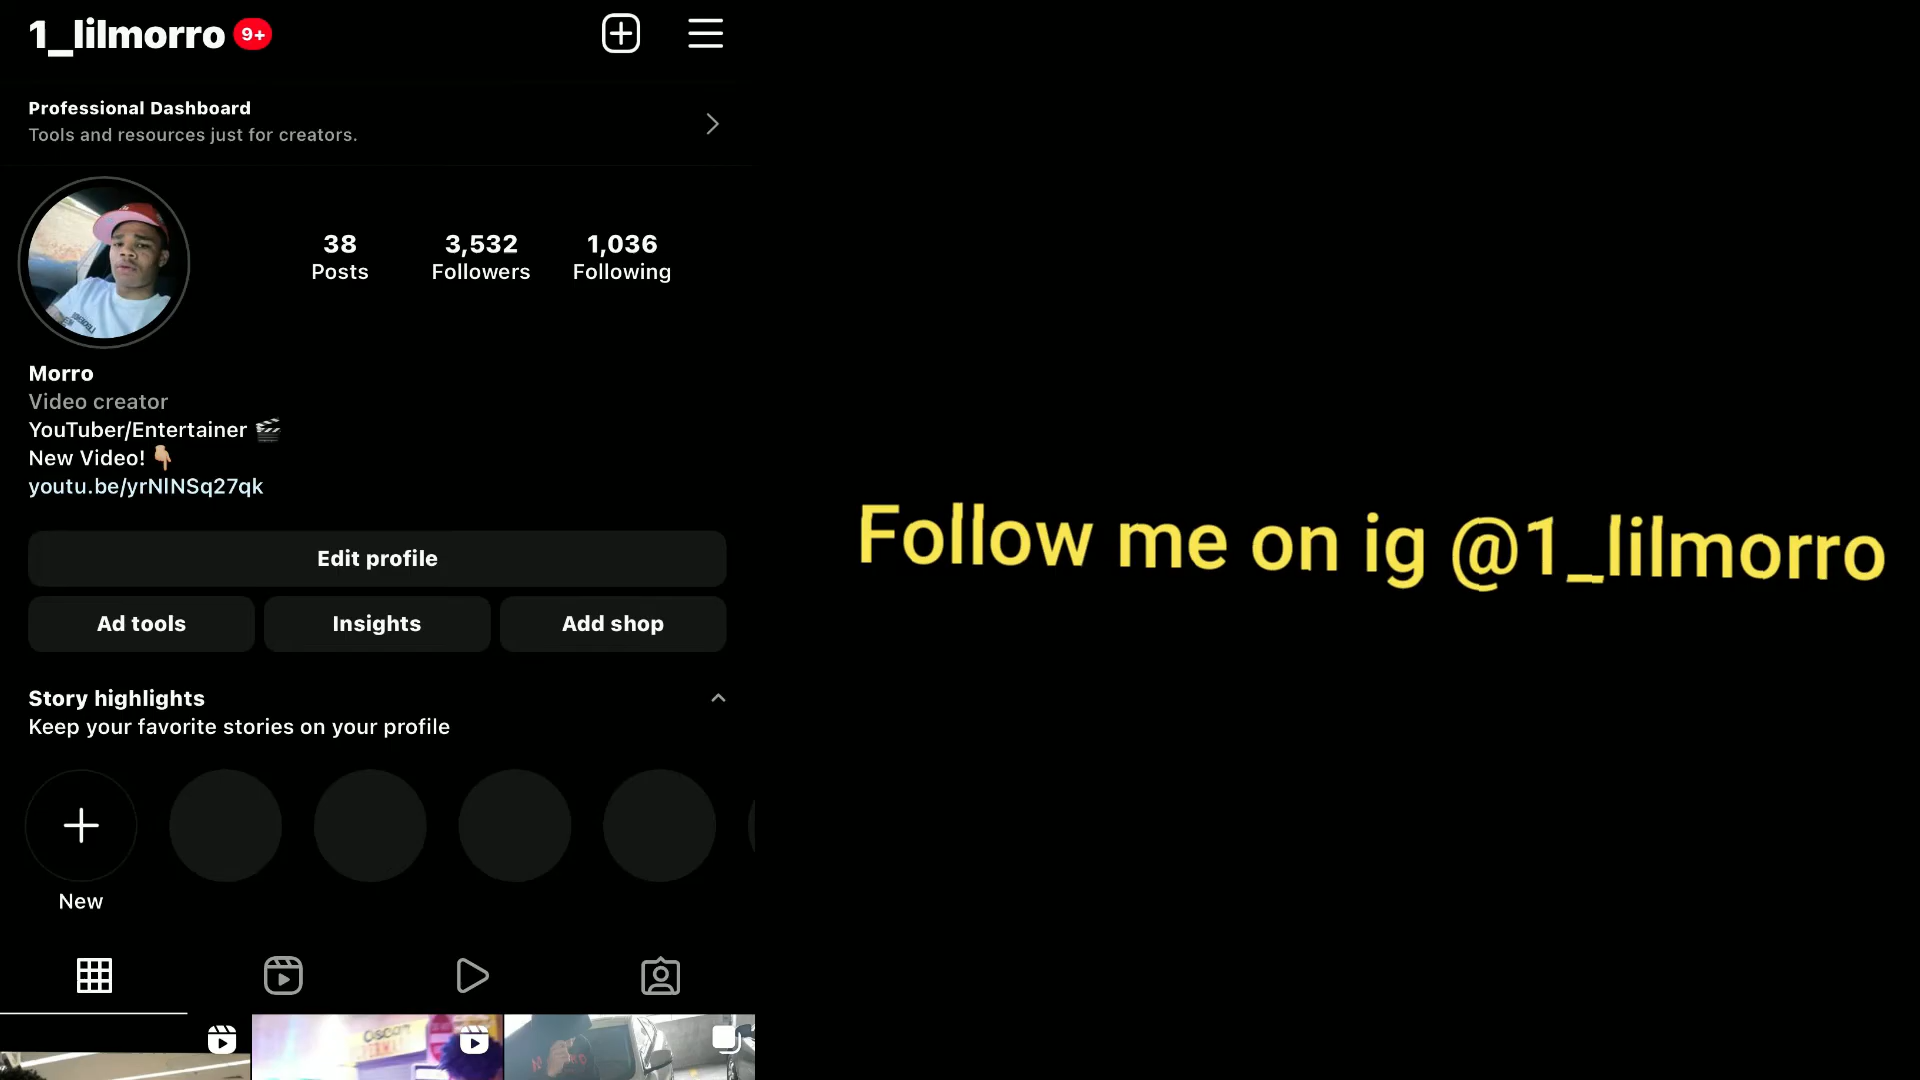 1_lilmorro 9+
Professional Dashboard
Tools and resources just for creators.
38 3,532 1,036
Posts Followers Following
Morro
Video creator
YouTuber/Entertainer 🎬
New Video! 👇🏼
youtu.be/yrNlNSq27qk
Edit profile
Ad tools Insights Add shop
Story highlights
Keep your favorite stories on your profile
New
Follow me on ig @1_lilmorro